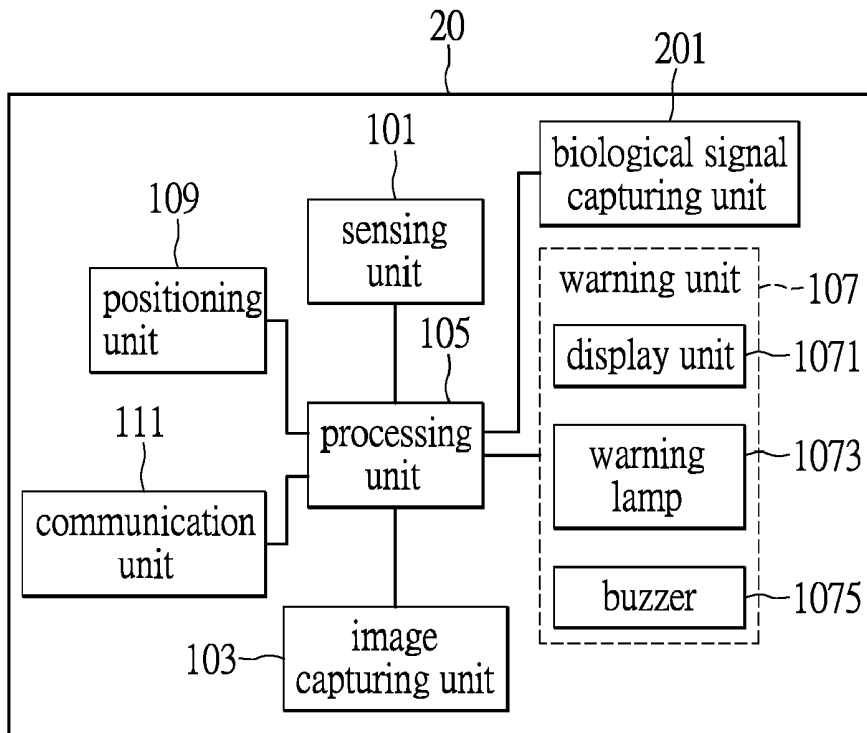 20
201
biological signal
capturing unit
101
sensing
unit
109
positioning
unit
warning unit
107
display unit
1071
105
processing
unit
warning
lamp
1073
111
communication
unit
buzzer
1075
103
image
capturing unit